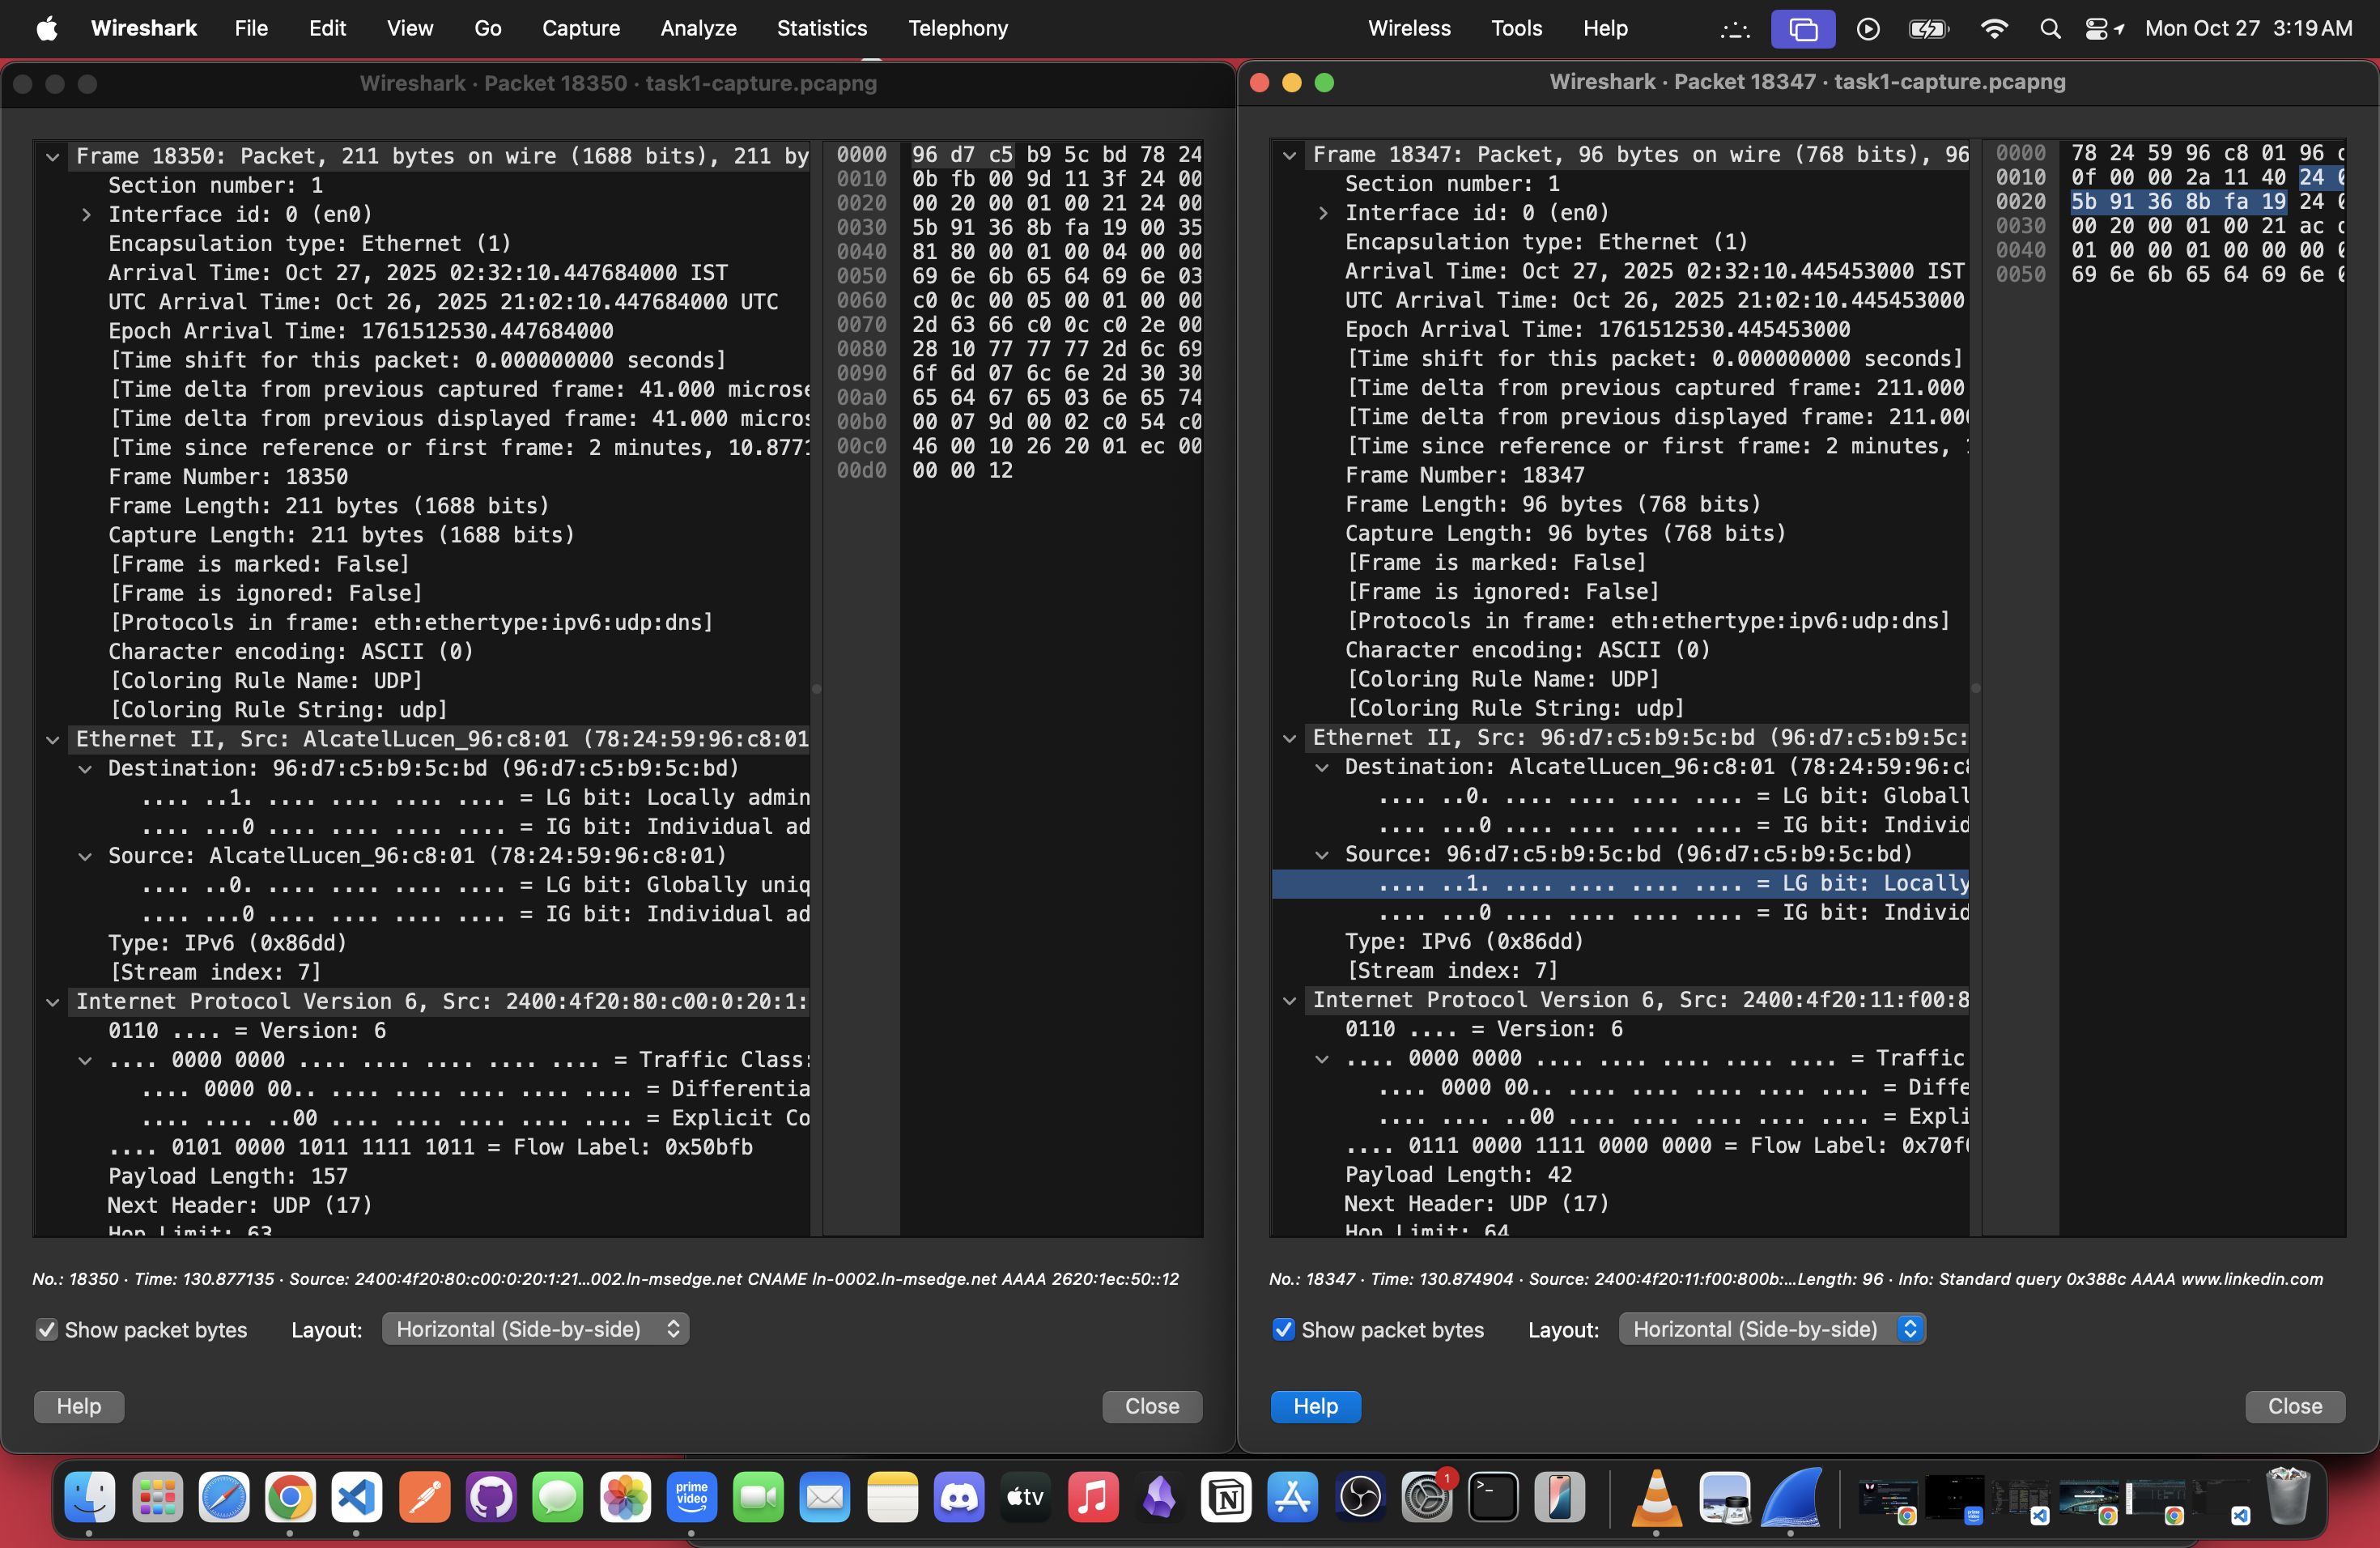 Wireshark File Edit View Go Capture Analyze Statistics Telephony Wireless Tools Help Mon Oct 27 3:19 AM
Wireshark · Packet 18350 · task1-capture.pcapng
Frame 18350: Packet, 211 bytes on wire (1688 bits), 211 by
Section number: 1
Interface id: 0 (en0)
Encapsulation type: Ethernet (1)
Arrival Time: Oct 27, 2025 02:32:10.447684000 IST
UTC Arrival Time: Oct 26, 2025 21:02:10.447684000 UTC
Epoch Arrival Time: 1761512530.447684000
[Time shift for this packet: 0.000000000 seconds]
[Time delta from previous captured frame: 41.000 microse
[Time delta from previous displayed frame: 41.000 micros
[Time since reference or first frame: 2 minutes, 10.8771
Frame Number: 18350
Frame Length: 211 bytes (1688 bits)
Capture Length: 211 bytes (1688 bits)
[Frame is marked: False]
[Frame is ignored: False]
[Protocols in frame: eth:ethertype:ipv6:udp:dns]
Character encoding: ASCII (0)
[Coloring Rule Name: UDP]
[Coloring Rule String: udp]
Ethernet II, Src: AlcatelLucen_96:c8:01 (78:24:59:96:c8:01
Destination: 96:d7:c5:b9:5c:bd (96:d7:c5:b9:5c:bd)
.... ..1. .... .... .... .... = LG bit: Locally admin
.... ...0 .... .... .... .... = IG bit: Individual ad
Source: AlcatelLucen_96:c8:01 (78:24:59:96:c8:01)
.... ..0. .... .... .... .... = LG bit: Globally uniq
.... ...0 .... .... .... .... = IG bit: Individual ad
Type: IPv6 (0x86dd)
[Stream index: 7]
Internet Protocol Version 6, Src: 2400:4f20:80:c00:0:20:1:
0110 .... = Version: 6
.... 0000 0000 .... .... .... .... .... = Traffic Class:
.... 0000 00.. .... .... .... .... .... = Differentia
.... .... ..00 .... .... .... .... .... = Explicit Co
.... 0101 0000 1011 1111 1011 = Flow Label: 0x50bfb
Payload Length: 157
Next Header: UDP (17)
Hop Limit: 63
0000 96 d7 c5 b9 5c bd 78 24
0010 0b fb 00 9d 11 3f 24 00
0020 00 20 00 01 00 21 24 00
0030 5b 91 36 8b fa 19 00 35
0040 81 80 00 01 00 04 00 00
0050 69 6e 6b 65 64 69 6e 03
0060 c0 0c 00 05 00 01 00 00
0070 2d 63 66 c0 0c c0 2e 00
0080 28 10 77 77 77 2d 6c 69
0090 6f 6d 07 6c 6e 2d 30 30
00a0 65 64 67 65 03 6e 65 74
00b0 00 07 9d 00 02 c0 54 c0
00c0 46 00 10 26 20 01 ec 00
00d0 00 00 12
No.: 18350 · Time: 130.877135 · Source: 2400:4f20:80:c00:0:20:1:21...002.ln-msedge.net CNAME ln-0002.ln-msedge.net AAAA 2620:1ec:50::12
Show packet bytes Layout: Horizontal (Side-by-side)
Help Close
Wireshark · Packet 18347 · task1-capture.pcapng
Frame 18347: Packet, 96 bytes on wire (768 bits), 96
Section number: 1
Interface id: 0 (en0)
Encapsulation type: Ethernet (1)
Arrival Time: Oct 27, 2025 02:32:10.445453000 IST
UTC Arrival Time: Oct 26, 2025 21:02:10.445453000
Epoch Arrival Time: 1761512530.445453000
[Time shift for this packet: 0.000000000 seconds]
[Time delta from previous captured frame: 211.000
[Time delta from previous displayed frame: 211.00
[Time since reference or first frame: 2 minutes,
Frame Number: 18347
Frame Length: 96 bytes (768 bits)
Capture Length: 96 bytes (768 bits)
[Frame is marked: False]
[Frame is ignored: False]
[Protocols in frame: eth:ethertype:ipv6:udp:dns]
Character encoding: ASCII (0)
[Coloring Rule Name: UDP]
[Coloring Rule String: udp]
Ethernet II, Src: 96:d7:c5:b9:5c:bd (96:d7:c5:b9:5c:
Destination: AlcatelLucen_96:c8:01 (78:24:59:96:c8
.... ..0. .... .... .... .... = LG bit: Globall
.... ...0 .... .... .... .... = IG bit: Individ
Source: 96:d7:c5:b9:5c:bd (96:d7:c5:b9:5c:bd)
.... ..1. .... .... .... .... = LG bit: Locally
.... ...0 .... .... .... .... = IG bit: Individ
Type: IPv6 (0x86dd)
[Stream index: 7]
Internet Protocol Version 6, Src: 2400:4f20:11:f00:8
0110 .... = Version: 6
.... 0000 0000 .... .... .... .... .... = Traffic
.... 0000 00.. .... .... .... .... .... = Diffe
.... .... ..00 .... .... .... .... .... = Expli
.... 0111 0000 1111 0000 0000 = Flow Label: 0x70f
Payload Length: 42
Next Header: UDP (17)
Hop Limit: 64
0000 78 24 59 96 c8 01 96
0010 0f 00 00 2a 11 40 24
0020 5b 91 36 8b fa 19 24
0030 00 20 00 01 00 21 ac
0040 01 00 00 01 00 00 00
0050 69 6e 6b 65 64 69 6e
No.: 18347 · Time: 130.874904 · Source: 2400:4f20:11:f00:800b:...Length: 96 · Info: Standard query 0x388c AAAA www.linkedin.com
Show packet bytes Layout: Horizontal (Side-by-side)
Help Close
prime video
tv
1